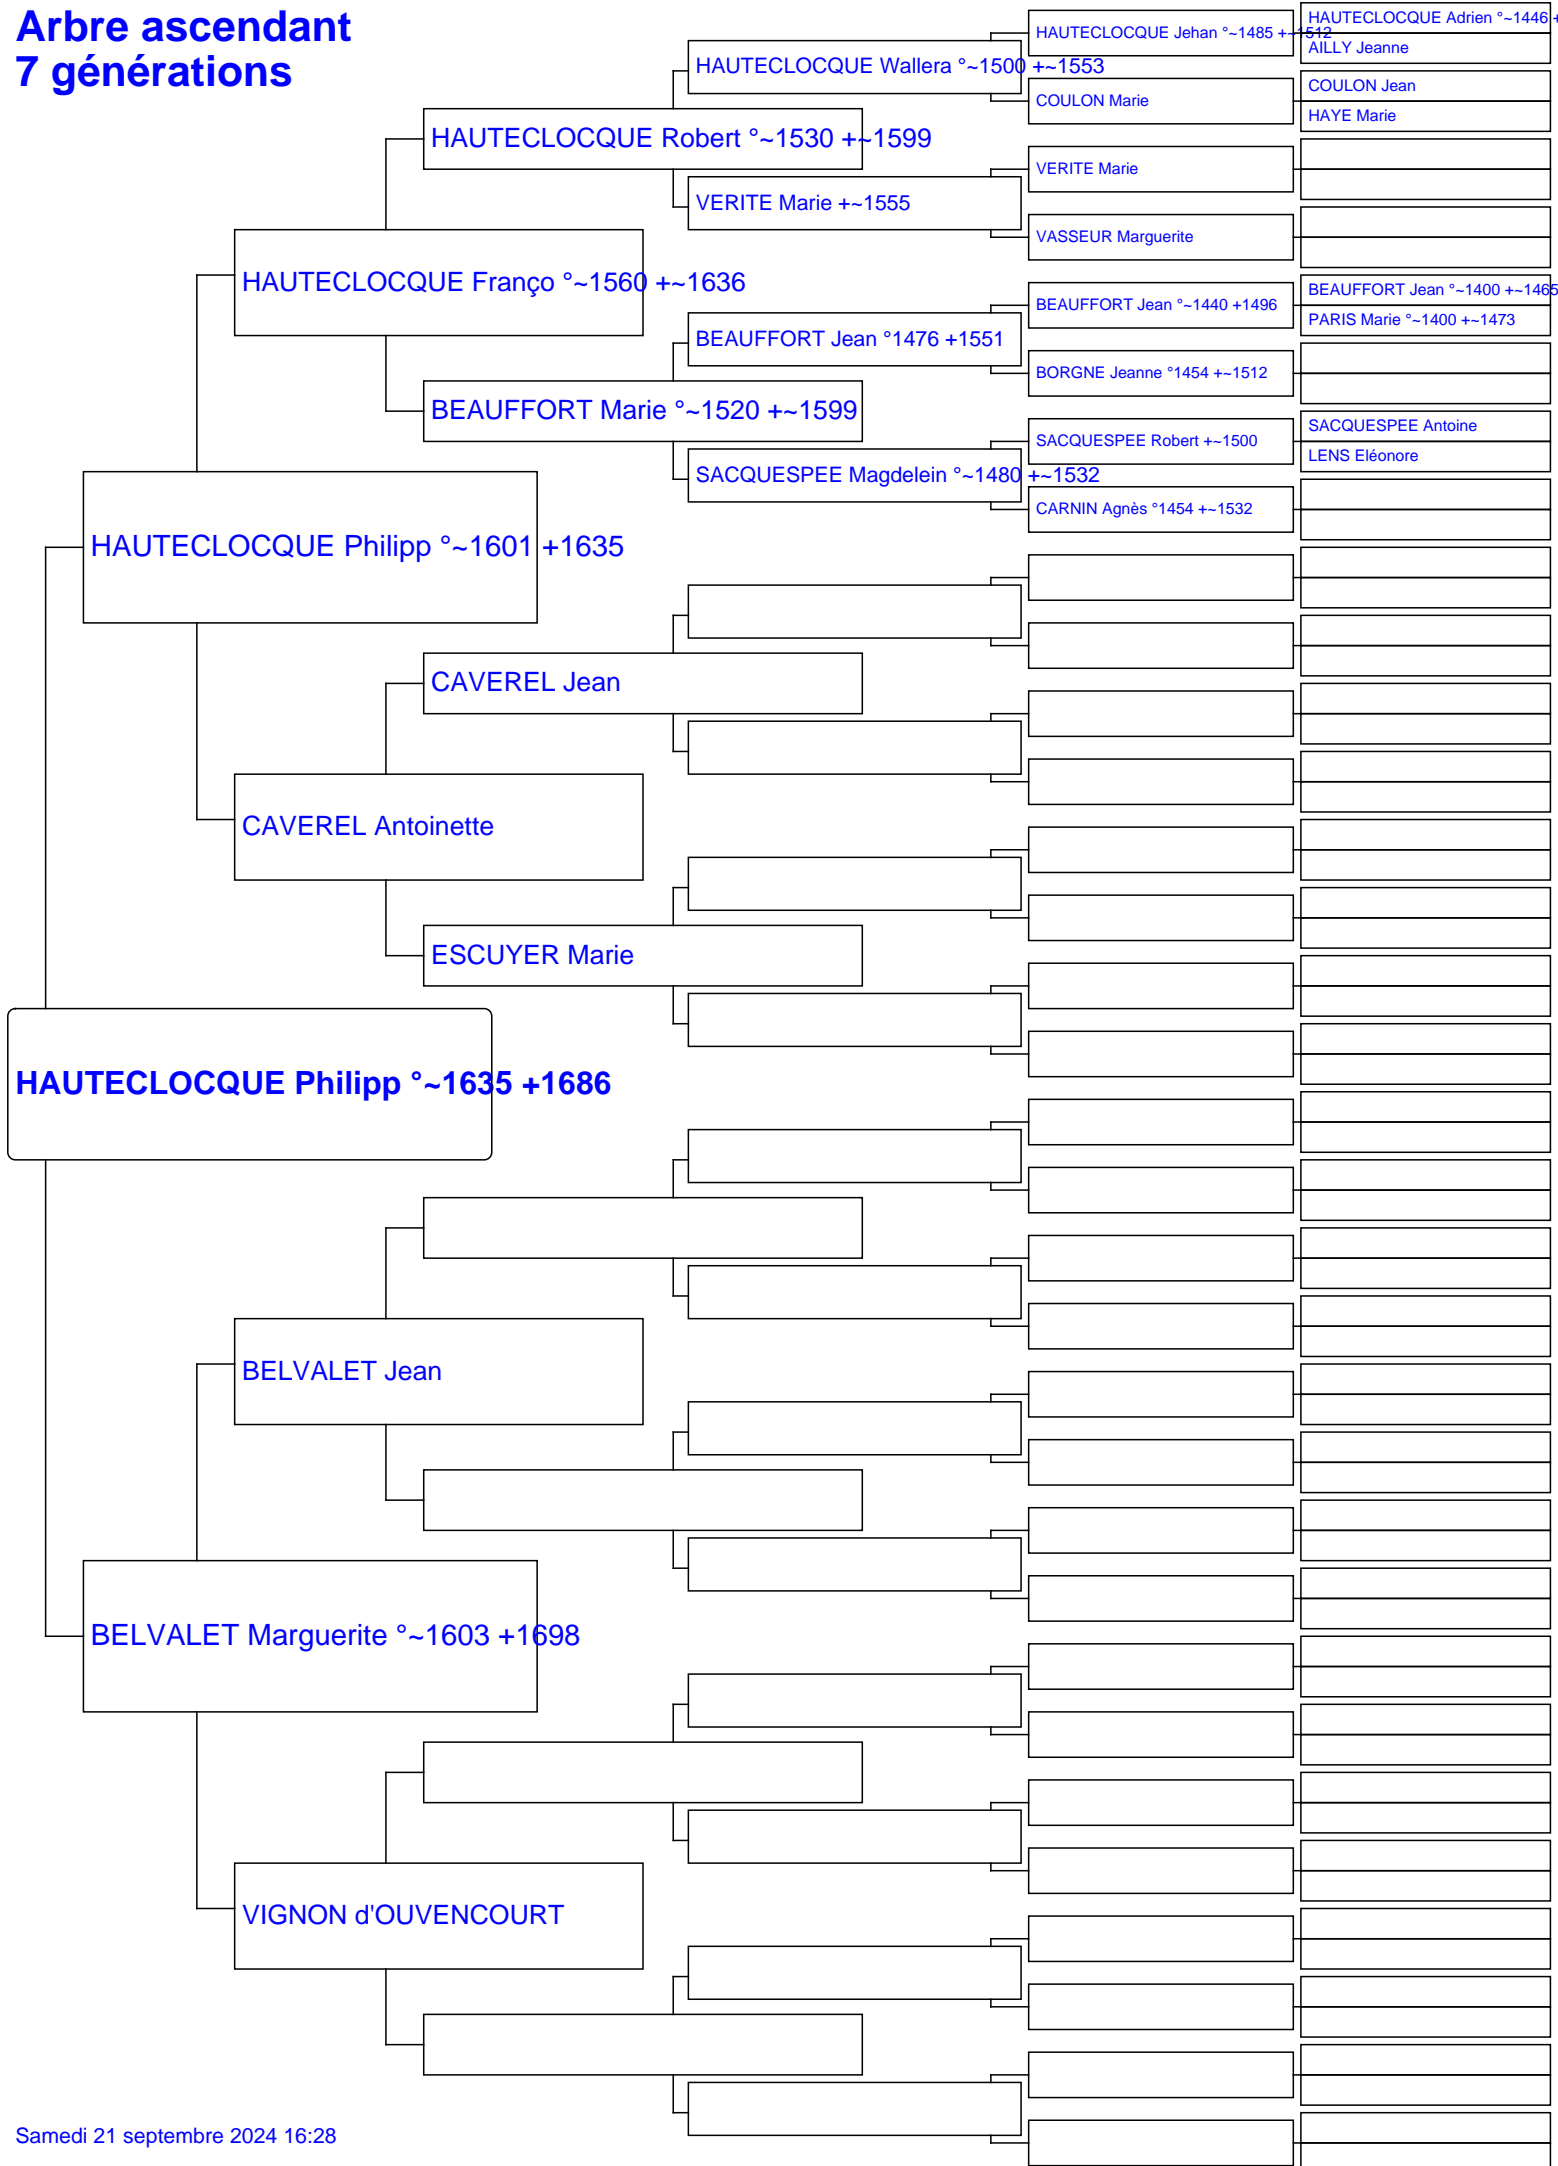 Arbre ascendant
7 générations
HAUTECLOCQUE Adrien °~1446 +
HAUTECLOCQUE Jehan °~1485 +~1512
AILLY Jeanne
HAUTECLOCQUE Wallera °~1500 +~1553
COULON Jean
COULON Marie
HAYE Marie
HAUTECLOCQUE Robert °~1530 +~1599
VERITE Marie
VERITE Marie +~1555
VASSEUR Marguerite
HAUTECLOCQUE Franço °~1560 +~1636
BEAUFFORT Jean °~1400 +~1465
BEAUFFORT Jean °~1440 +1496
PARIS Marie °~1400 +~1473
BEAUFFORT Jean °1476 +1551
BORGNE Jeanne °1454 +~1512
BEAUFFORT Marie °~1520 +~1599
SACQUESPEE Antoine
SACQUESPEE Robert +~1500
LENS Eléonore
SACQUESPEE Magdelein °~1480 +~1532
CARNIN Agnès °1454 +~1532
HAUTECLOCQUE Philipp °~1601 +1635
CAVEREL Jean
CAVEREL Antoinette
ESCUYER Marie
HAUTECLOCQUE Philipp °~1635 +1686
BELVALET Jean
BELVALET Marguerite °~1603 +1698
VIGNON d'OUVENCOURT
Samedi 21 septembre 2024 16:28